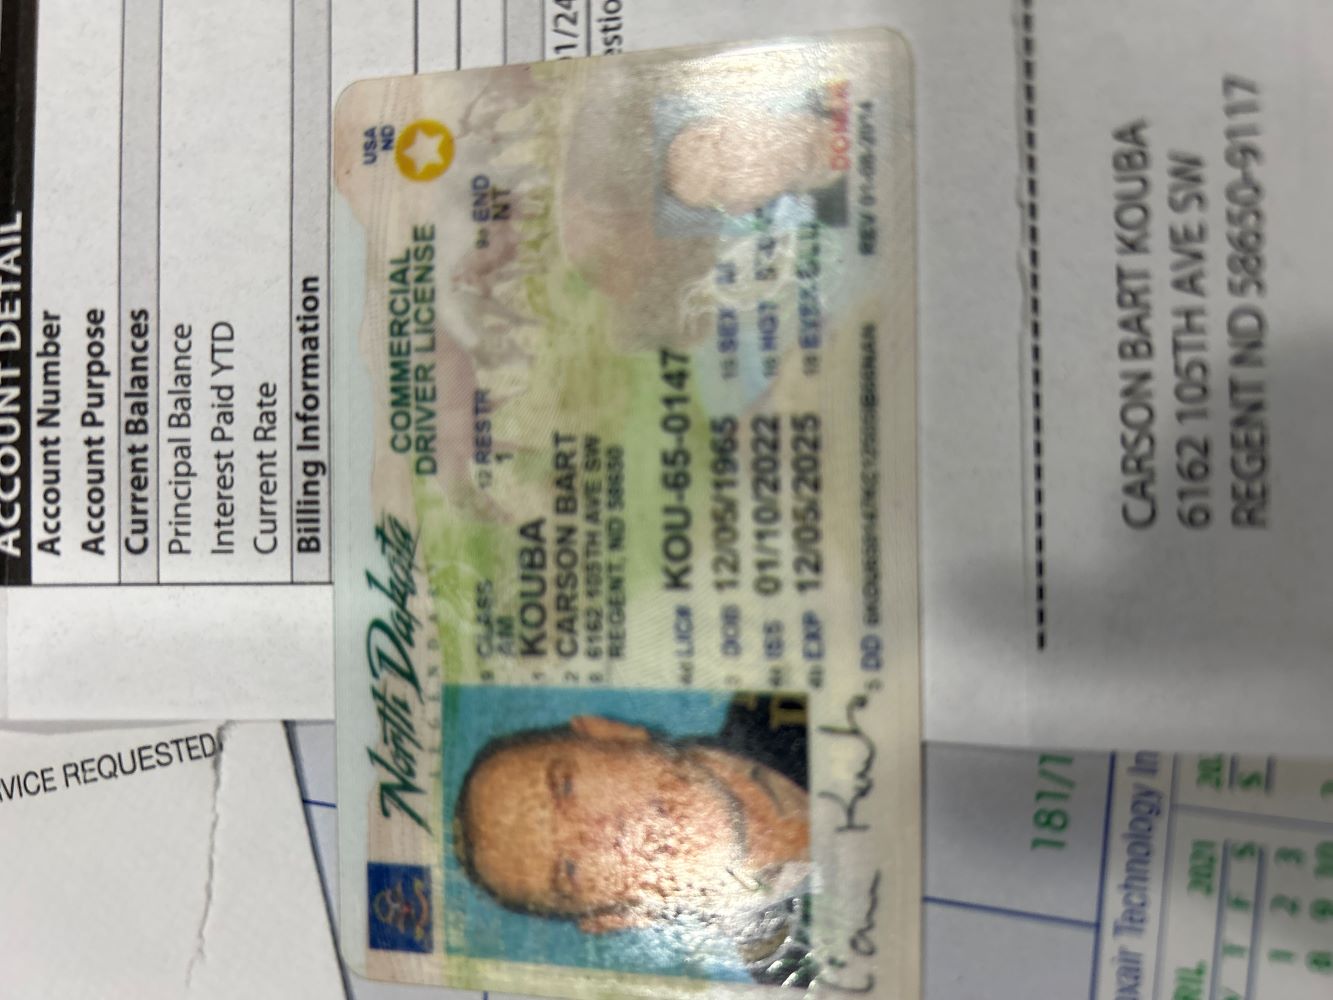 VICE REQUESTED
ACCOUNT DETAIL
Account Number
Account Purpose
Current Balances
Principal Balance
Interest Paid YTD
Current Rate
Billing Information
North Dakota
LEGENDARY
COMMERCIAL
DRIVER LICENSE
USA
ND
9 CLASS
AM
12 RESTR
1
9a END
NT
1 KOUBA
2 CARSON BART
8 6162 105TH AVE SW
REGENT, ND 58650
4d LIC# KOU-65-0147
3 DOB 12/05/1965
15 SEX M
4a ISS 01/10/2022
16 HGT
4b EXP 12/05/2025
18 EYES BLU
DONOR
5 DD
REV 01-08-2014
1/24
estio
181/1
axair Technology In
RIL 2021
T F S
1 2 3
8 9 10
20
S
CARSON BART KOUBA
6162 105TH AVE SW
REGENT ND 58650-9117